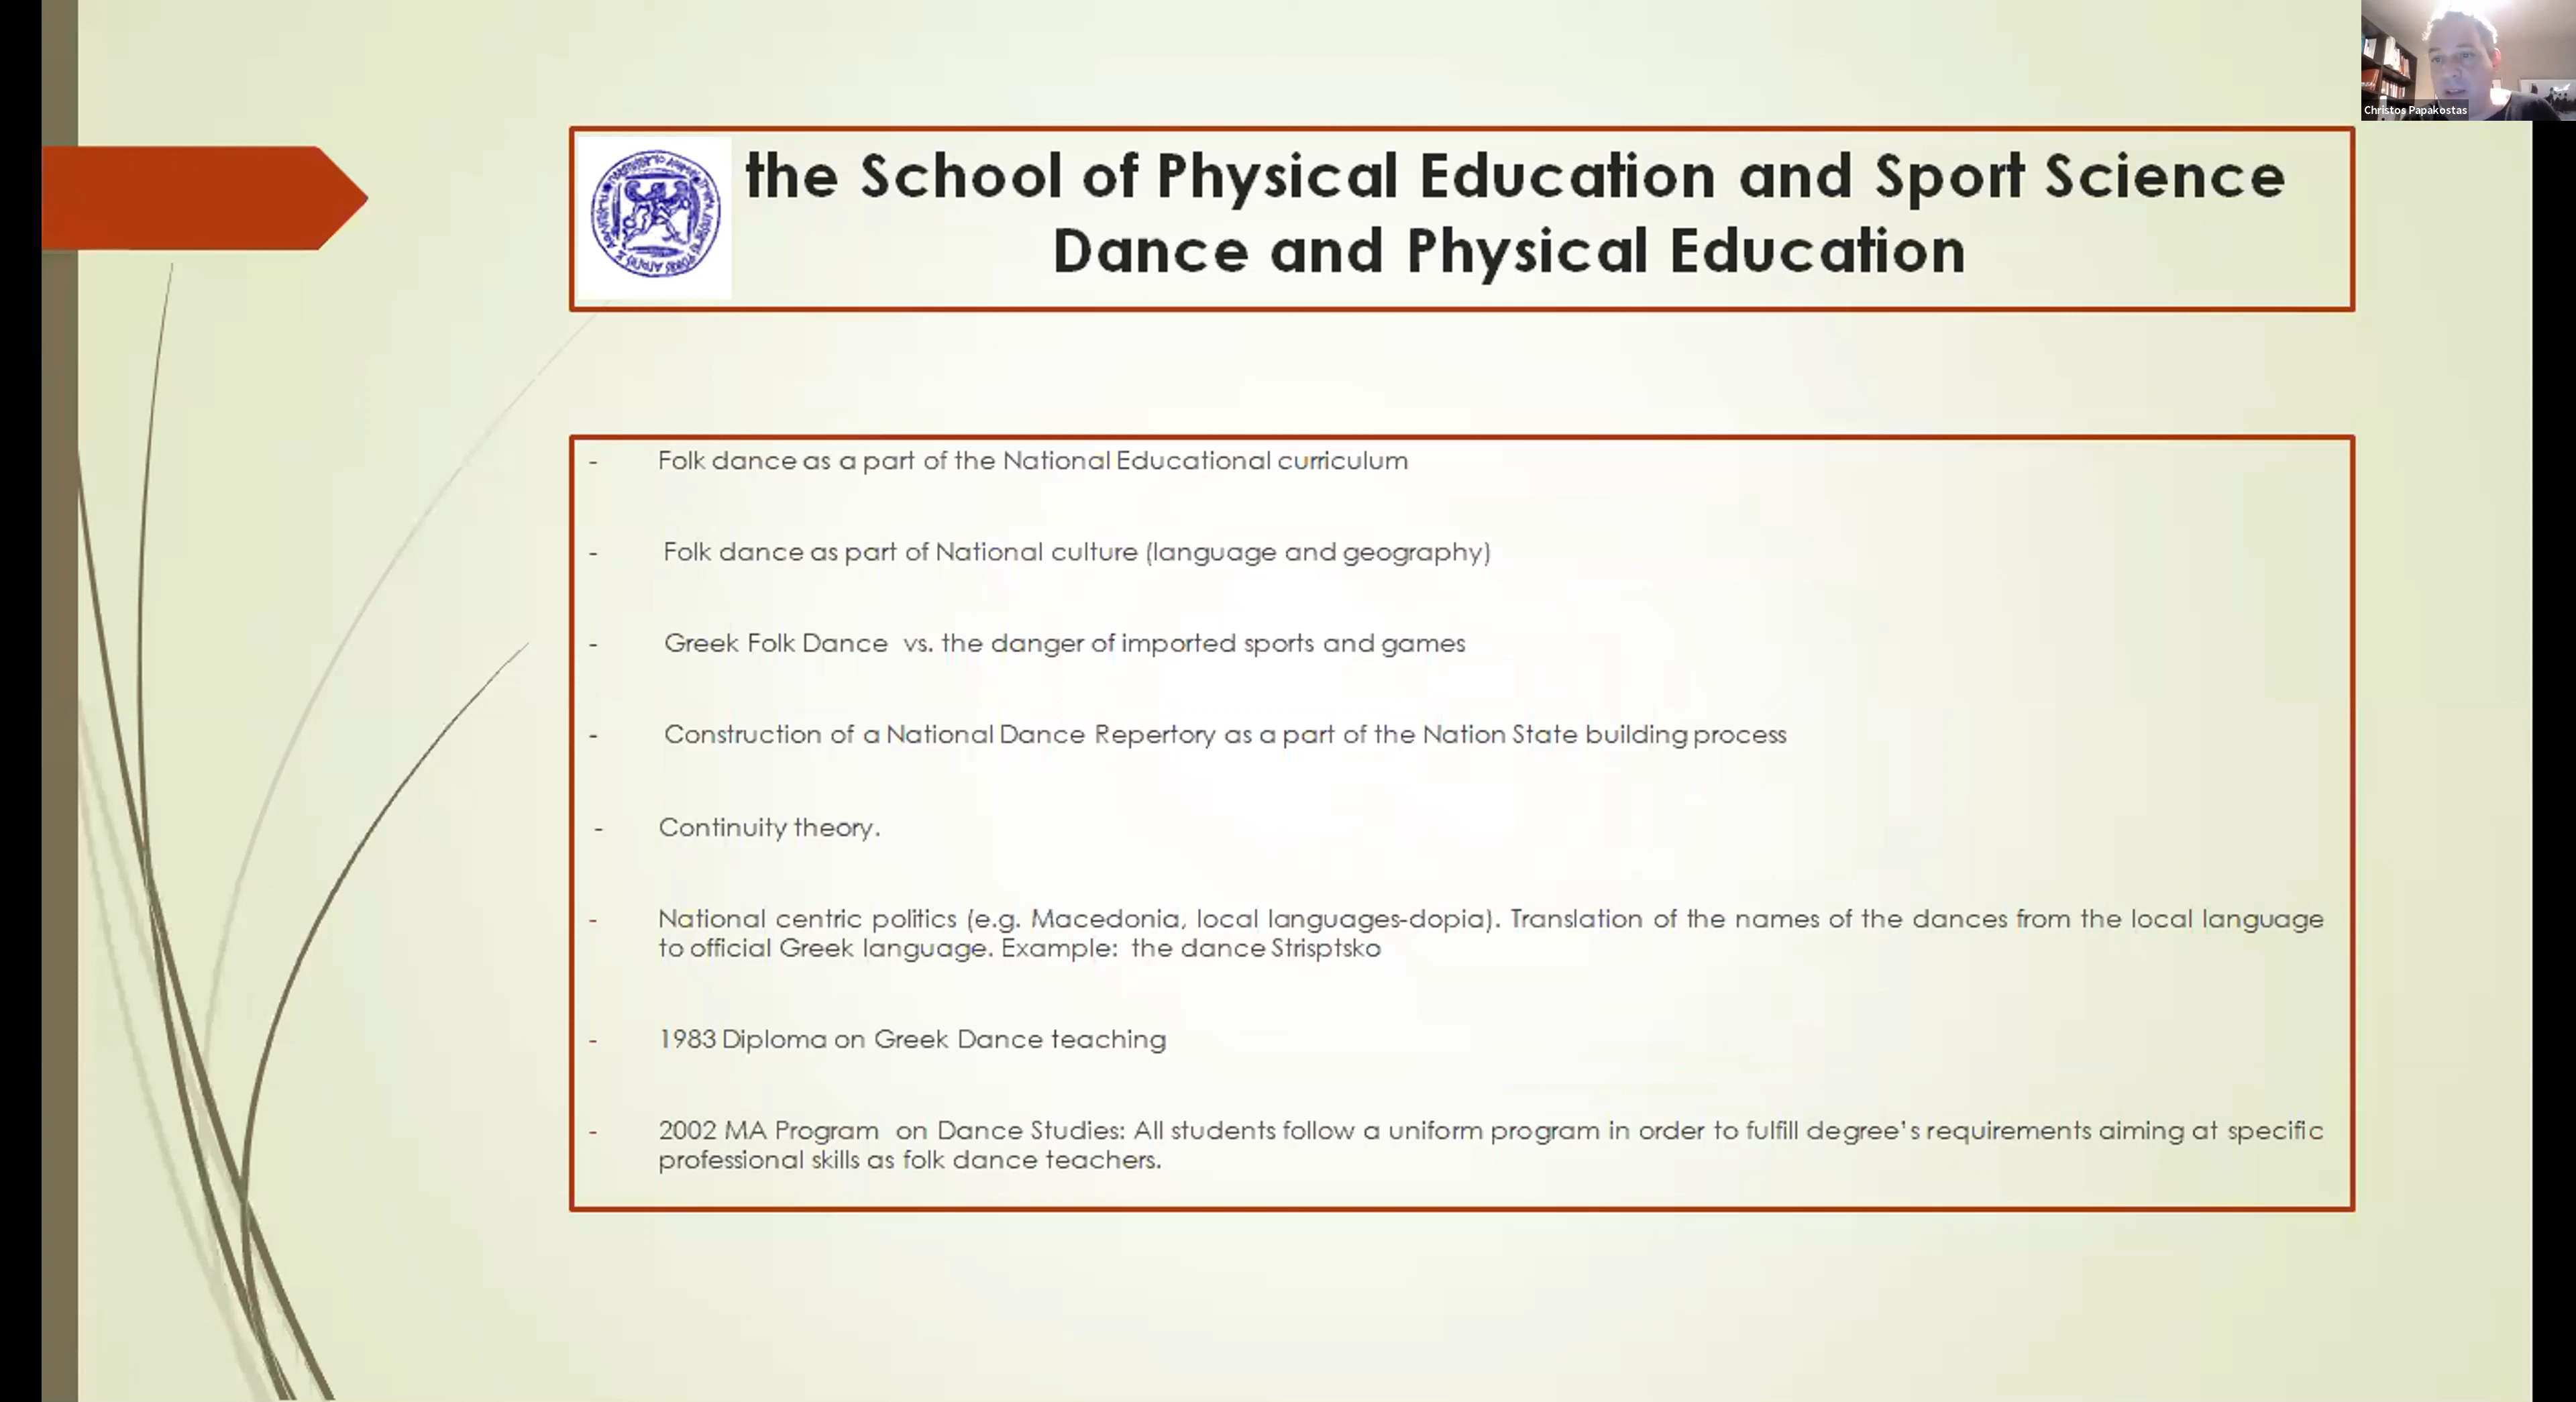 Christos Papakostas
the School of Physical Education and Sport Science
Dance and Physical Education
- Folk dance as a part of the National Educational curriculum
- Folk dance as part of National culture (language and geography)
- Greek Folk Dance vs. the danger of imported sports and games
- Construction of a National Dance Repertory as a part of the Nation State building process
- Continuity theory.
- National centric politics (e.g. Macedonia, local languages-dopia). Translation of the names of the dances from the local language
to official Greek language. Example: the dance Strisptsko
- 1983 Diploma on Greek Dance teaching
- 2002 MA Program on Dance Studies: All students follow a uniform program in order to fulfill degree's requirements aiming at specific
professional skills as folk dance teachers.